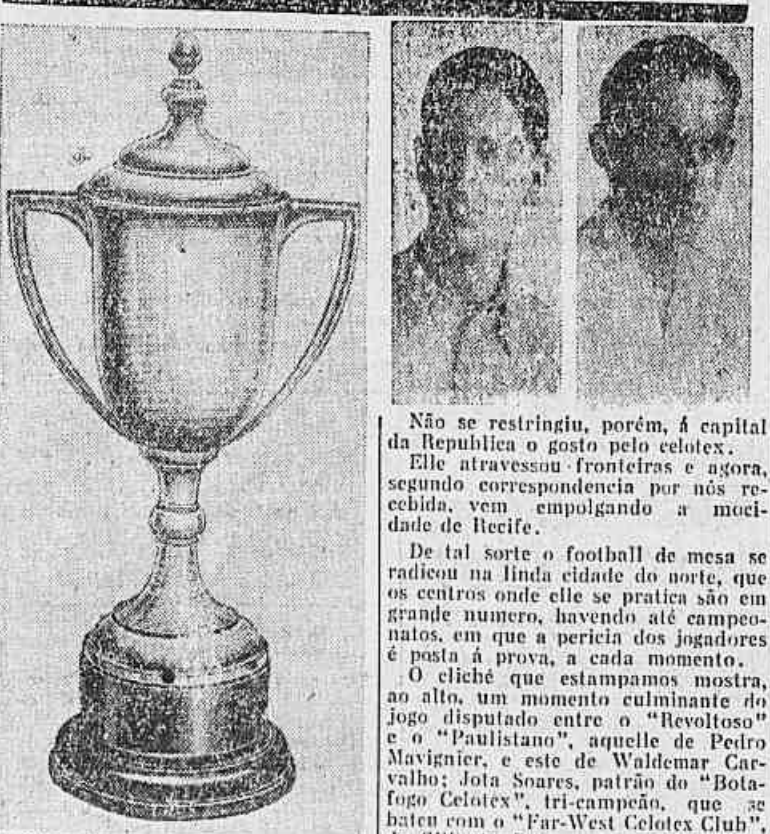 Não se restringiu, porém, á capital
da Republica o gosto pelo celotex.
Elle atravessou fronteiras e agora,
segundo correspondencia por nós re-
cebida, vem empolgando a moci-
dade de Recife.
De tal sorte o football de mesa se
radicou na linda cidade do norte, que
os centros onde elle se pratica são em
grande numero, havendo até campeo-
natos, em que a pericia dos jogadores
é posta á prova, a cada momento.
O cliché que estampamos mostra,
ao alto, um momento culminante do
jogo disputado entre o "Revoltoso"
e o "Paulistano", aquelle de Pedro
Mavignier, e este de Waldemar Car-
valho; Jota Soares, patrão do "Bota-
fogo Celotex", tri-campeão, que se
bateu com o "Far-West Celotex Club",